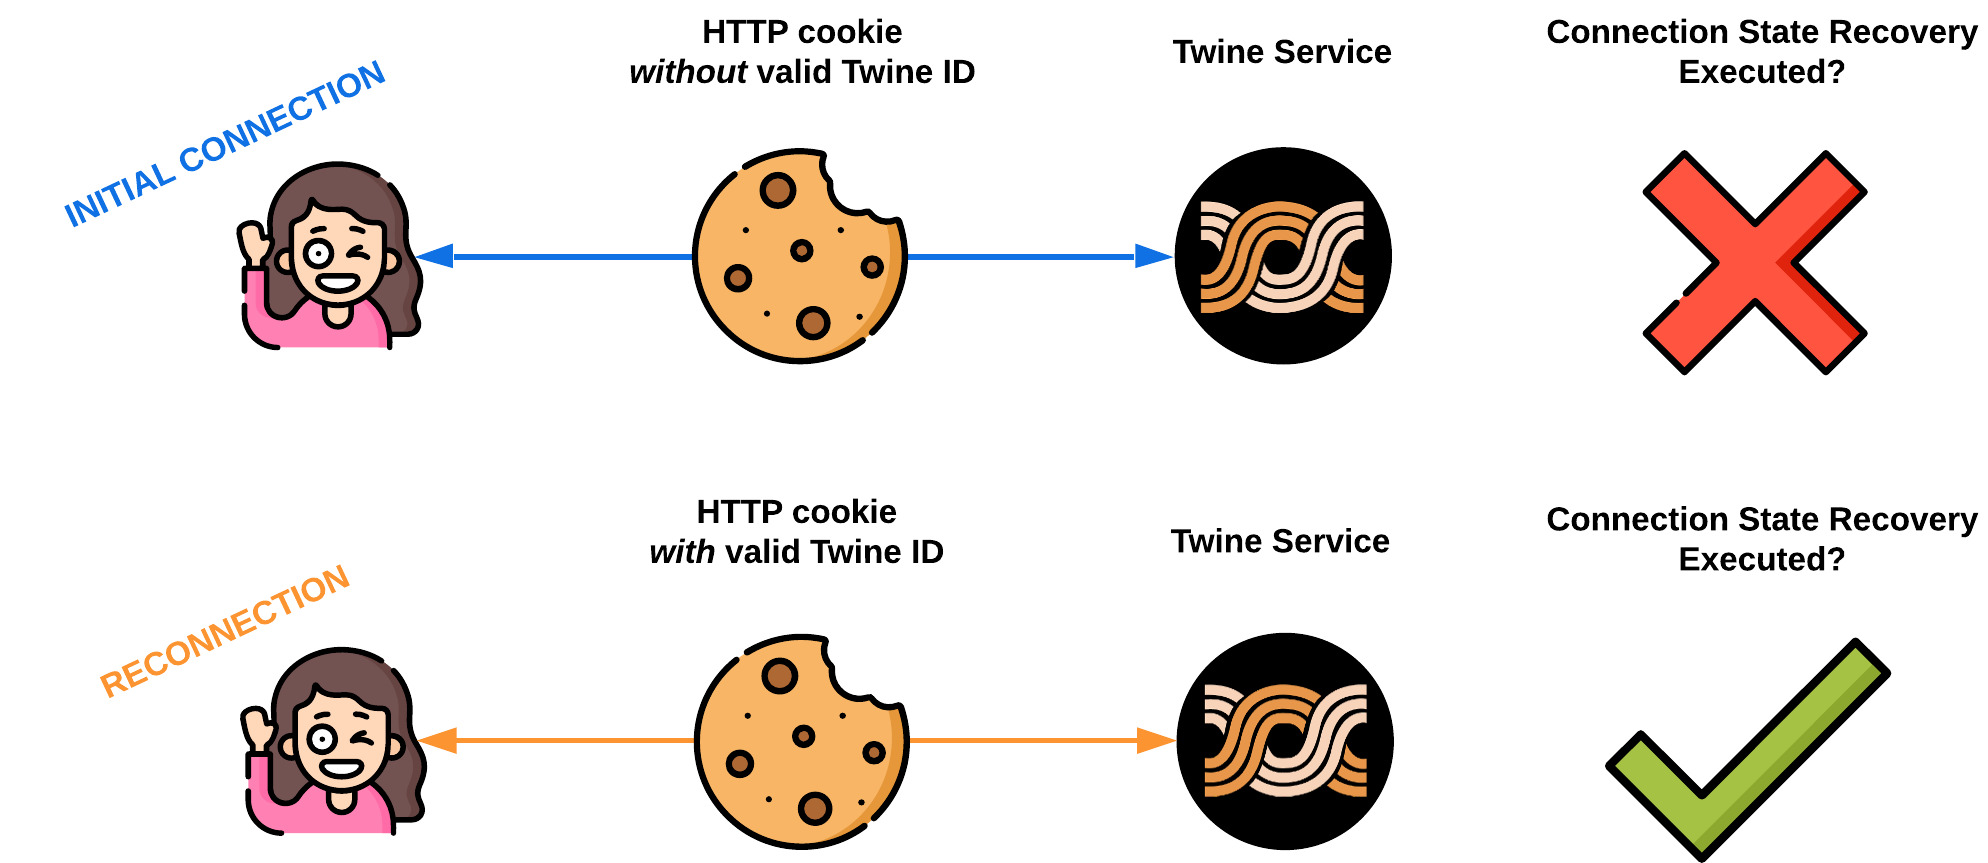 HTTP cookie
without valid Twine ID
Twine Service
Connection State Recovery
Executed?
INITIAL CONNECTION
HTTP cookie
with valid Twine ID
Twine Service
Connection State Recovery
Executed?
RECONNECTION